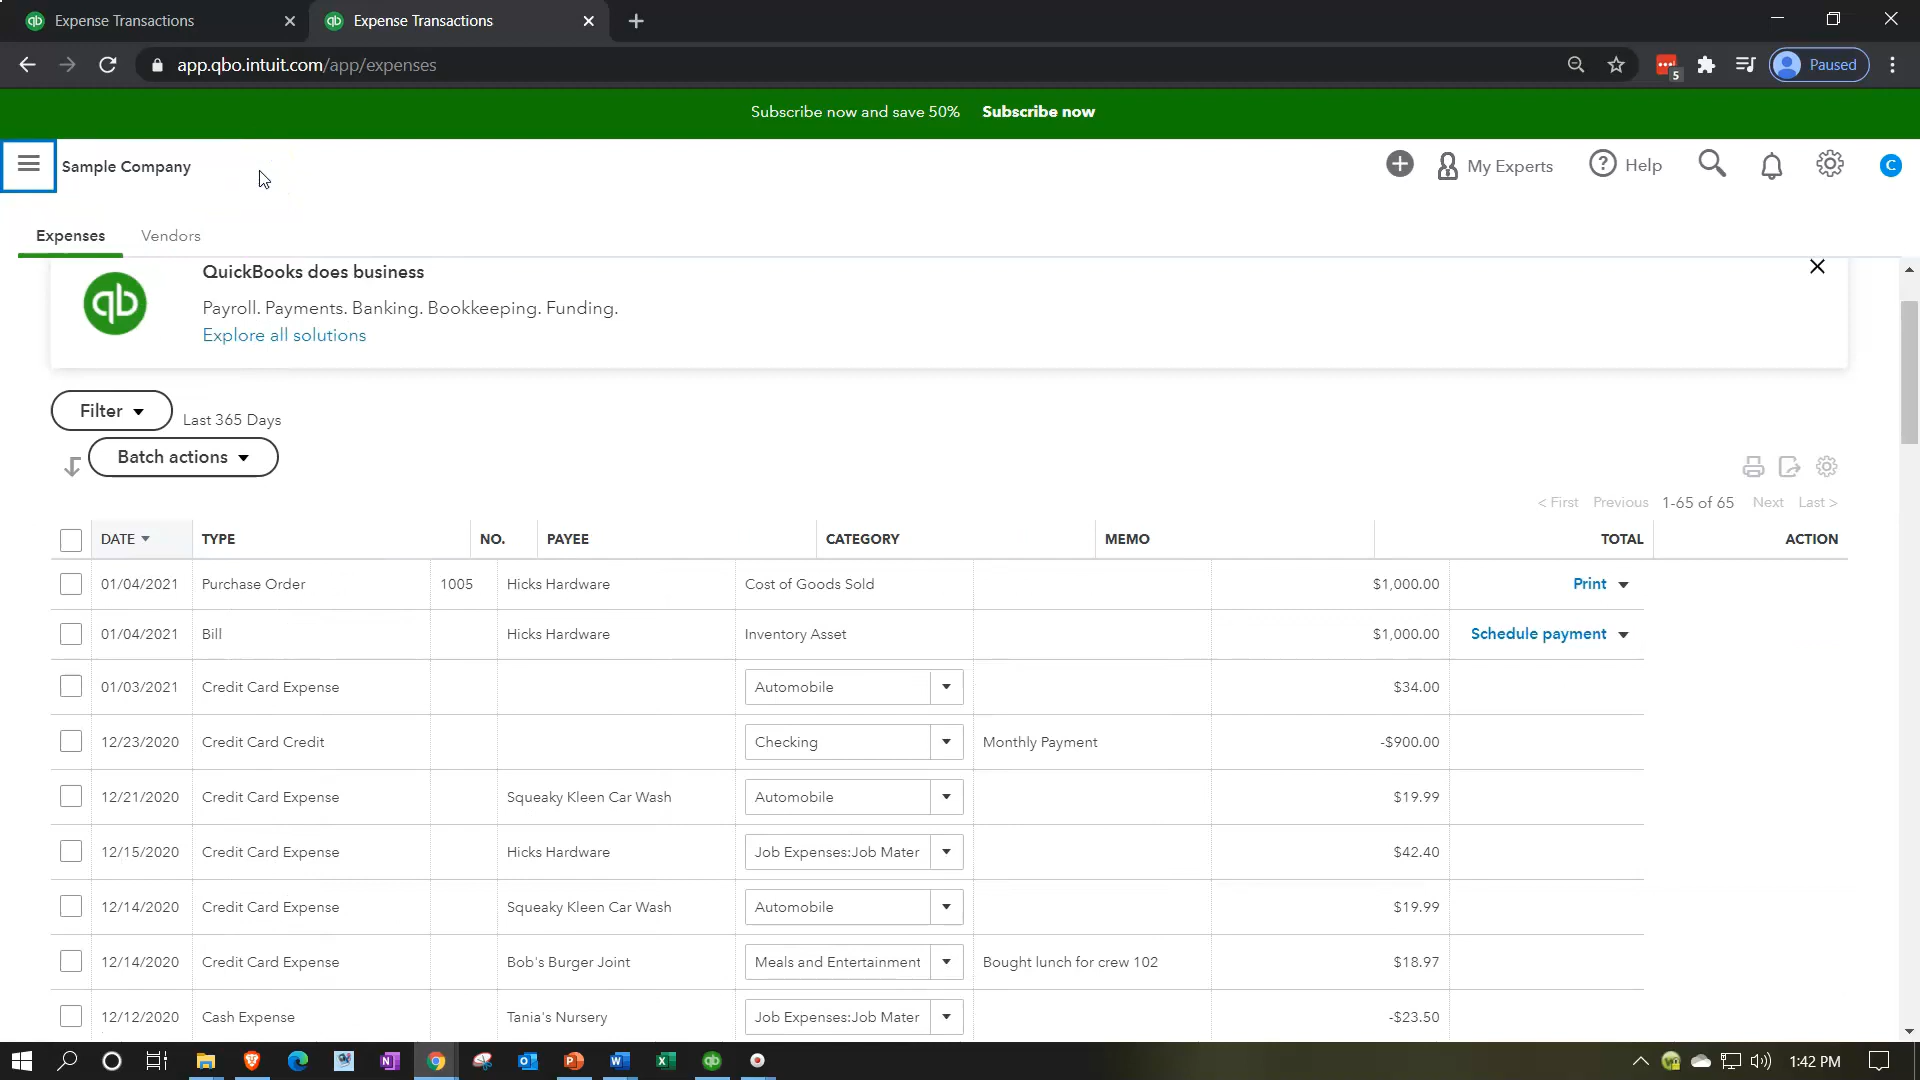 Expense Transactions
Expense Transactions
app.qbo.intuit.com/app/expenses
5
Paused
Subscribe now and save 50% Subscribe now
Sample Company
My Experts
Help
C
Expenses Vendors
qb
QuickBooks does business
Payroll. Payments. Banking. Bookkeeping. Funding.
Explore all solutions
Filter
Last 365 Days
Batch actions
< First Previous 1-65 of 65 Next Last >
DATE TYPE NO. PAYEE CATEGORY MEMO TOTAL ACTION
01/04/2021 Purchase Order 1005 Hicks Hardware Cost of Goods Sold $1,000.00 Print
01/04/2021 Bill Hicks Hardware Inventory Asset $1,000.00 Schedule payment
01/03/2021 Credit Card Expense Automobile $34.00
12/23/2020 Credit Card Credit Checking Monthly Payment -$900.00
12/21/2020 Credit Card Expense Squeaky Kleen Car Wash Automobile $19.99
12/15/2020 Credit Card Expense Hicks Hardware Job Expenses:Job Mater $42.40
12/14/2020 Credit Card Expense Squeaky Kleen Car Wash Automobile $19.99
12/14/2020 Credit Card Expense Bob's Burger Joint Meals and Entertainment Bought lunch for crew 102 $18.97
12/12/2020 Cash Expense Tania's Nursery Job Expenses:Job Mater -$23.50
1:42 PM